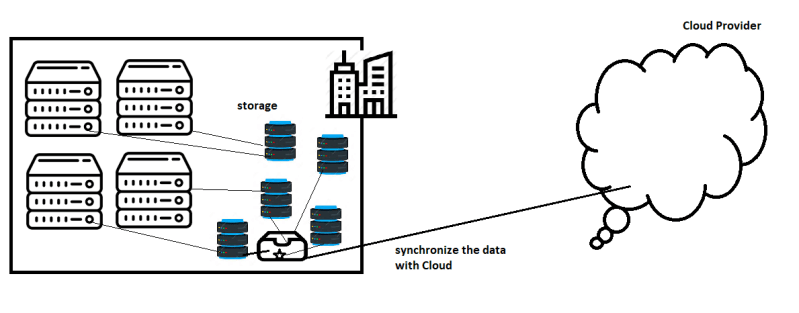 Cloud Provider
storage
synchronize the data
with Cloud